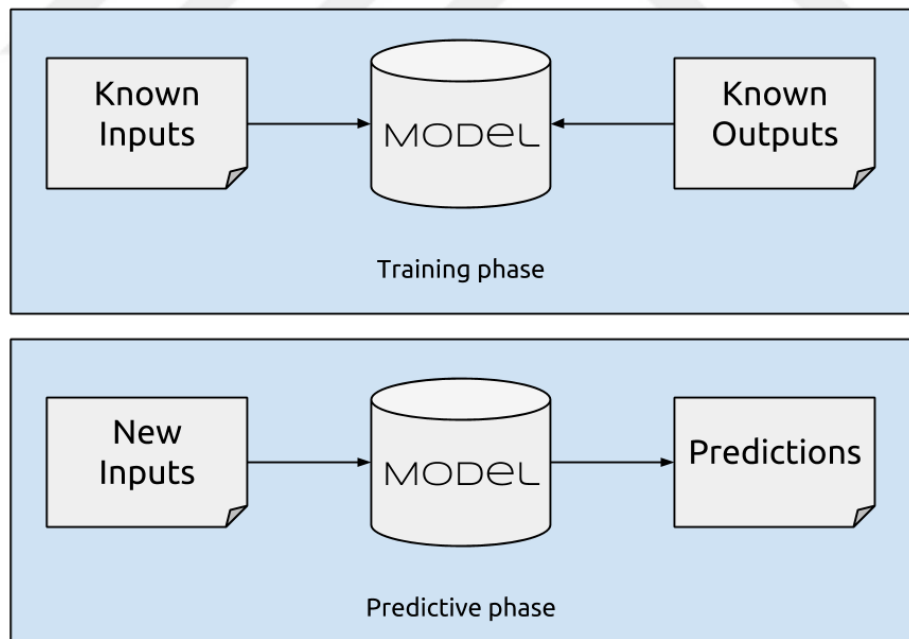 Known
Inputs
MODEL
Known
Outputs
Training phase
New
Inputs
MODEL
Predictions
Predictive phase